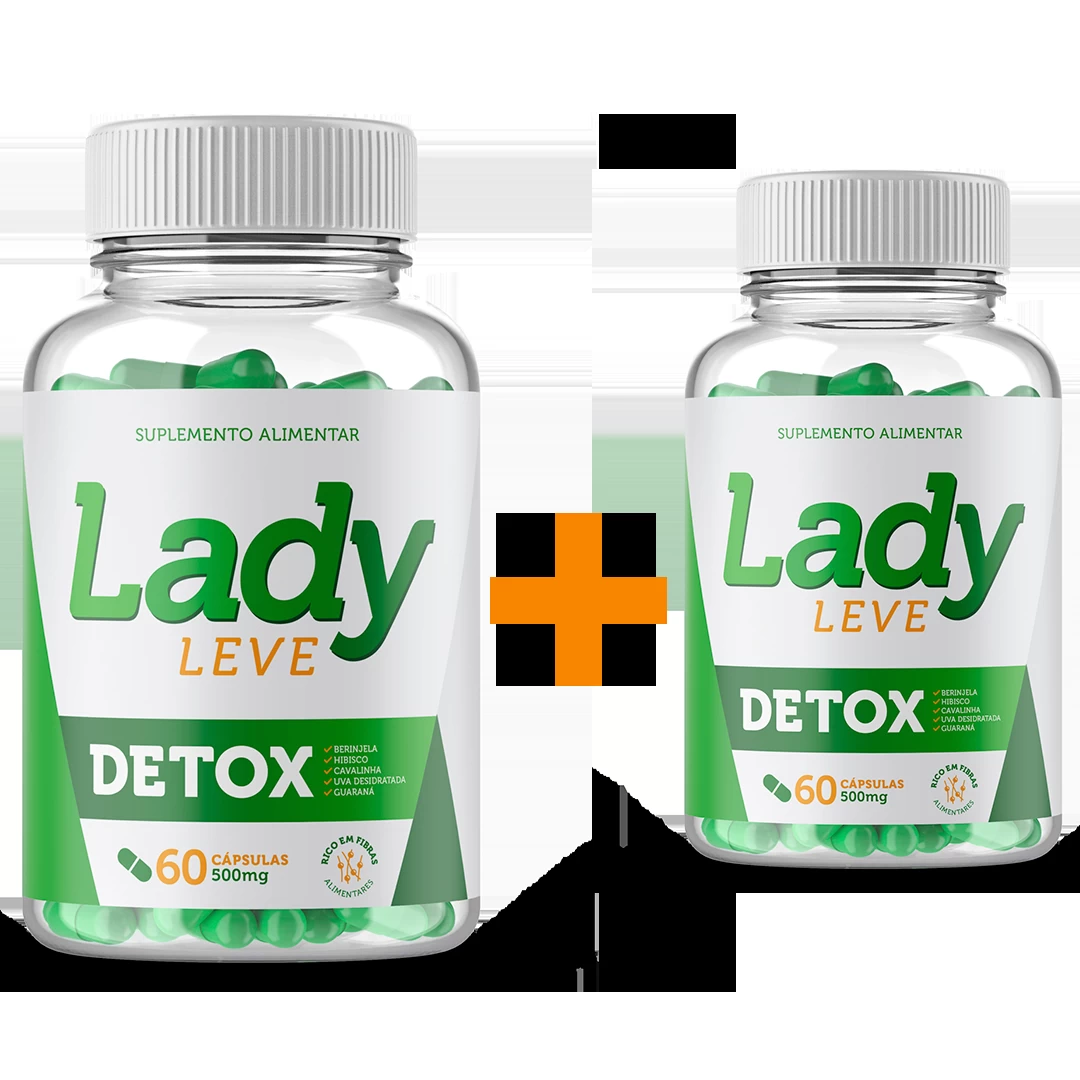 SUPLEMENTO ALIMENTAR
Lady
LEVE
DETOX
BERINJELA
HIBISCO
CAVALINHA
UVA DESIDRATADA
GUARANÁ
60 CÁPSULAS
500mg
RICO EM FIBRAS
ALIMENTARES
+
SUPLEMENTO ALIMENTAR
Lady
LEVE
DETOX
BERINJELA
HIBISCO
CAVALINHA
UVA DESIDRATADA
GUARANÁ
60 CÁPSULAS
500mg
RICO EM FIBRAS
ALIMENTARES